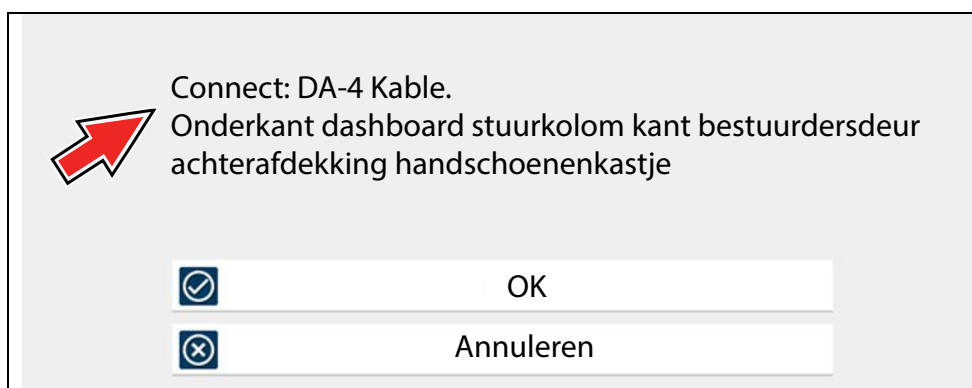 Connect: DA-4 Kable.
Onderkant dashboard stuurkolom kant bestuurdersdeur
achterafdekking handschoenenkastje
OK
Annuleren